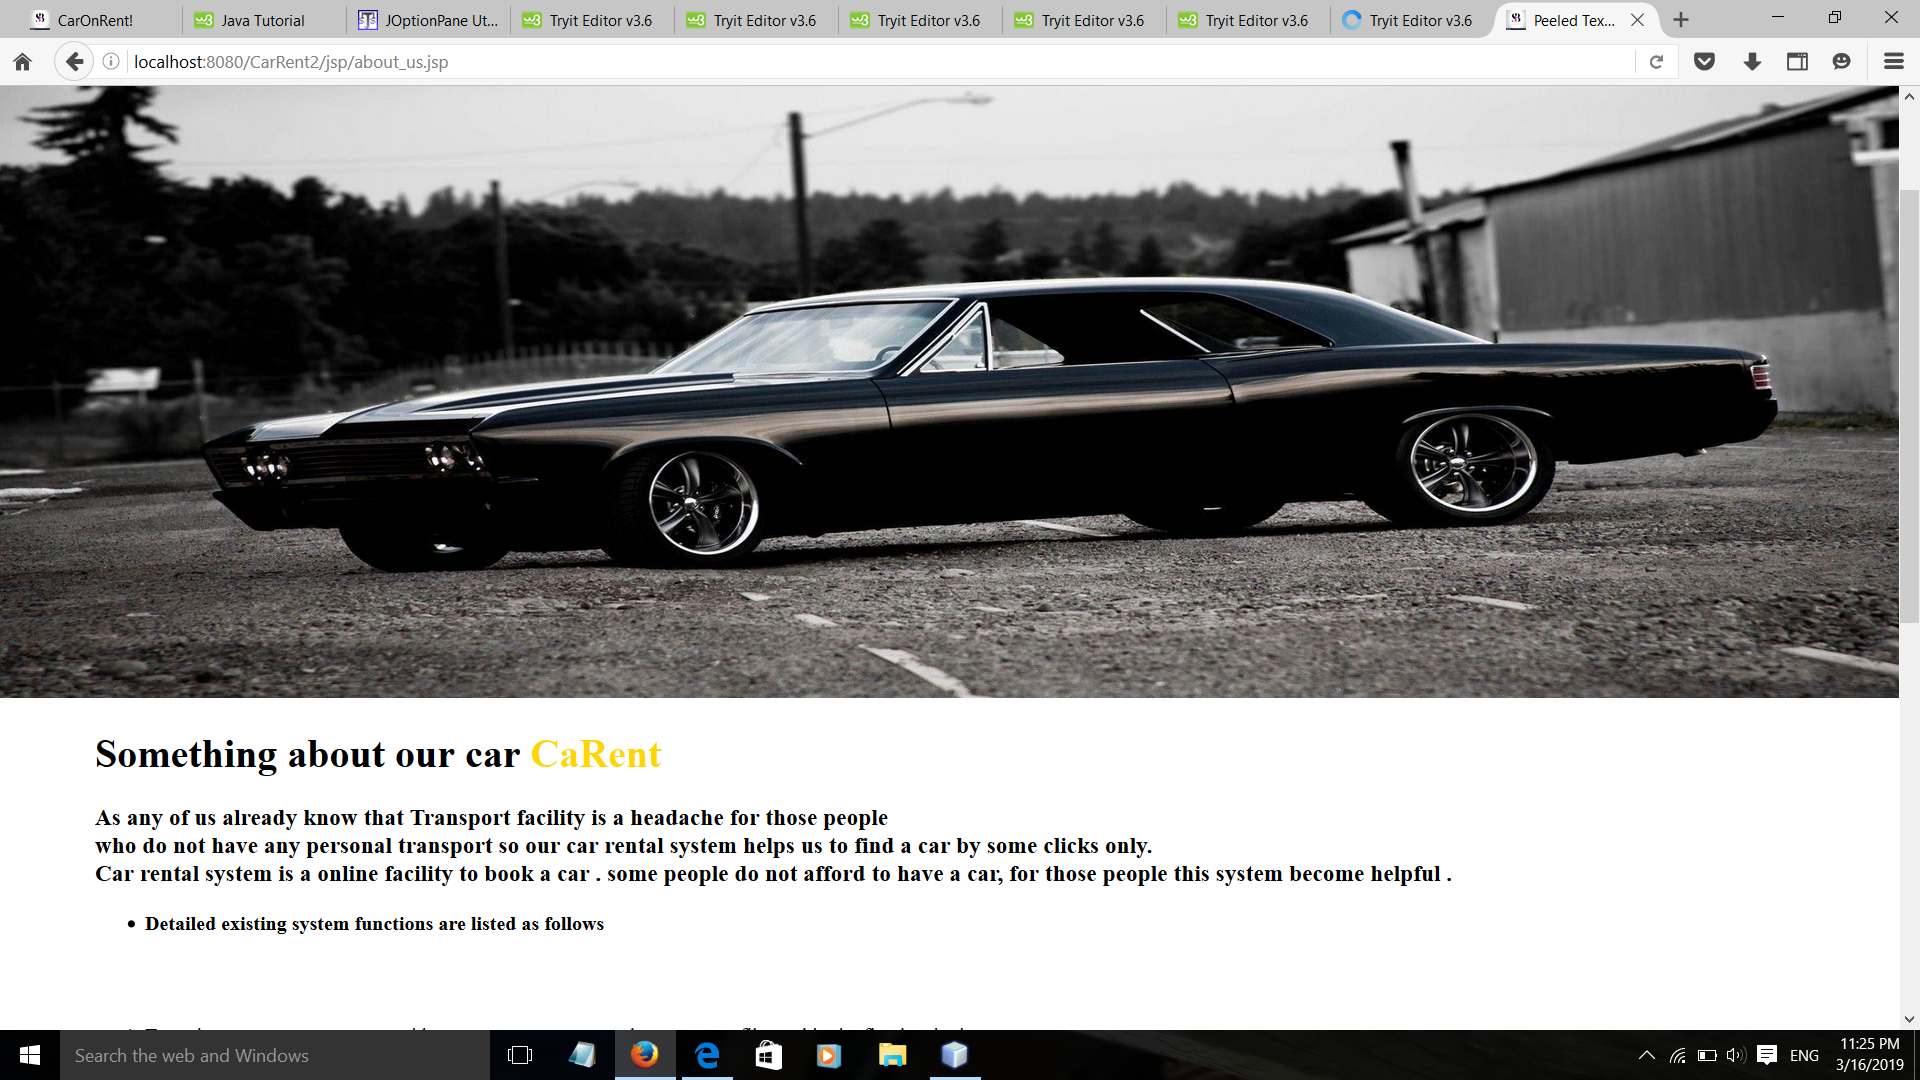 CarOnRent!
Java Tutorial
JOptionPane Ut...
Tryit Editor v3.6
Tryit Editor v3.6
Tryit Editor v3.6
Tryit Editor v3.6
Tryit Editor v3.6
Tryit Editor v3.6
Peeled Tex...
localhost:8080/CarRent2/jsp/about_us.jsp
Something about our car CaRent
As any of us already know that Transport facility is a headache for those people
who do not have any personal transport so our car rental system helps us to find a car by some clicks only.
Car rental system is a online facility to book a car . some people do not afford to have a car, for those people this system become helpful .
• Detailed existing system functions are listed as follows
Search the web and Windows
ENG
11:25 PM
3/16/2019